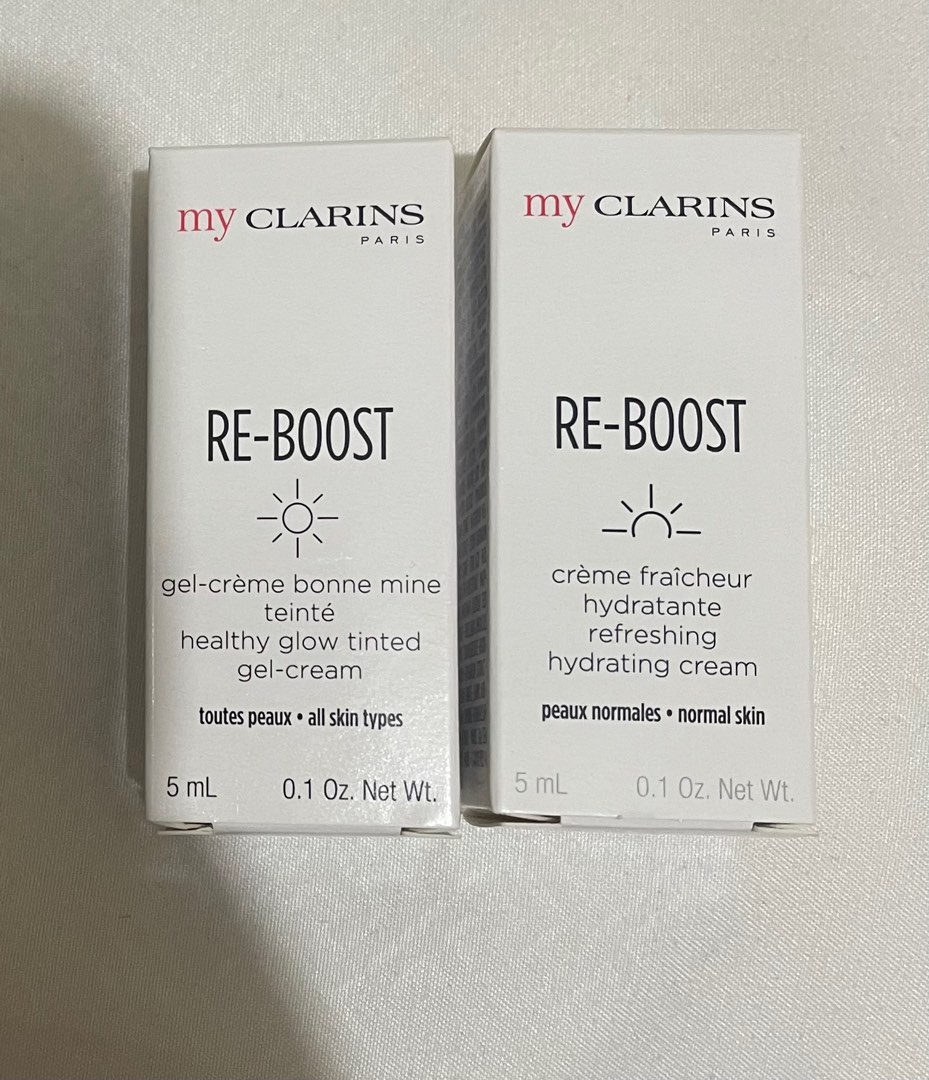 my CLARINS
PARIS
RE-BOOST
gel-crème bonne mine
teinté
healthy glow tinted
gel-cream
toutes peaux • all skin types
5 mL 0.1 Oz. Net Wt.
my CLARINS
PARIS
RE-BOOST
crème fraîcheur
hydratante
refreshing
hydrating cream
peaux normales • normal skin
5 mL 0.1 Oz. Net Wt.